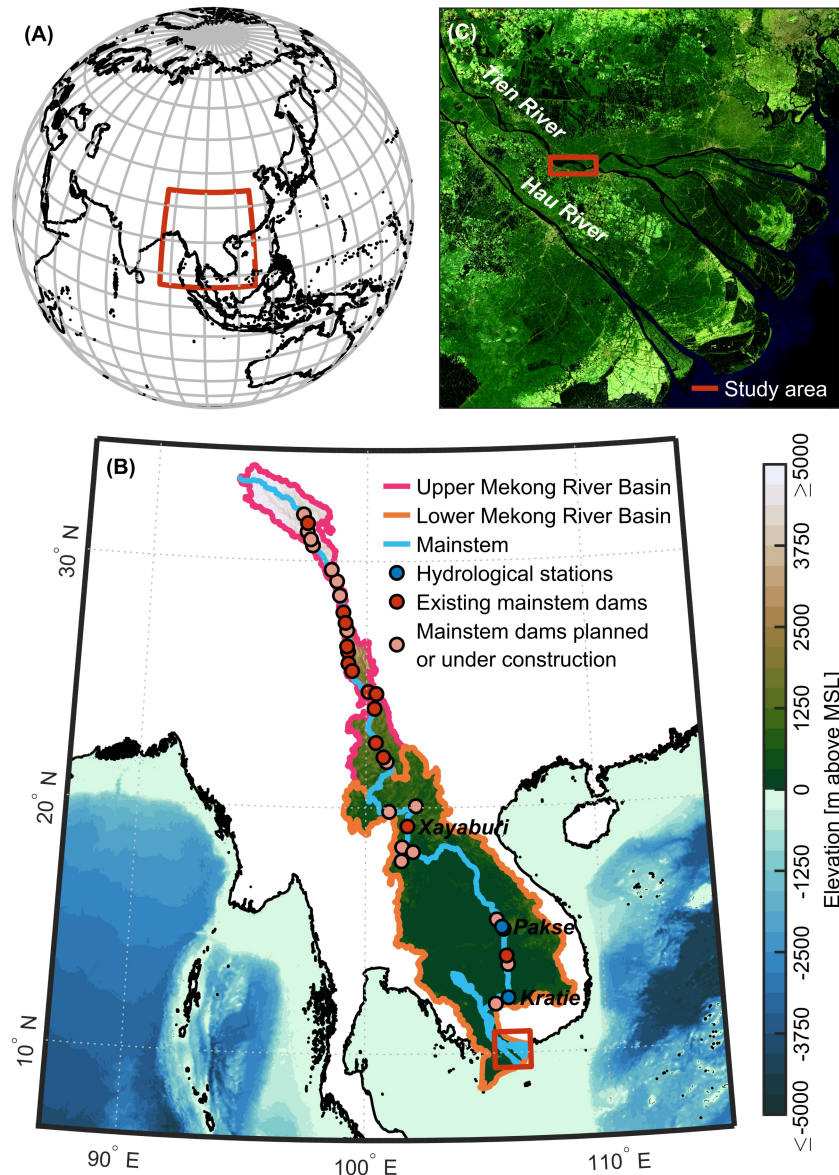 (A)
(C)
Tren River
Hau River
Study area
(B)
Upper Mekong River Basin
Lower Mekong River Basin
Mainstem
Hydrological stations
Existing mainstem dams
Mainstem dams planned
or under construction
30° N
20° N
10° N
90° E
100° E
110° E
Xayaburi
Pakse
Kratie
≥5000
3750
2500
1250
0
-1250
-2500
-3750
≤-5000
Elevation [m above MSL]